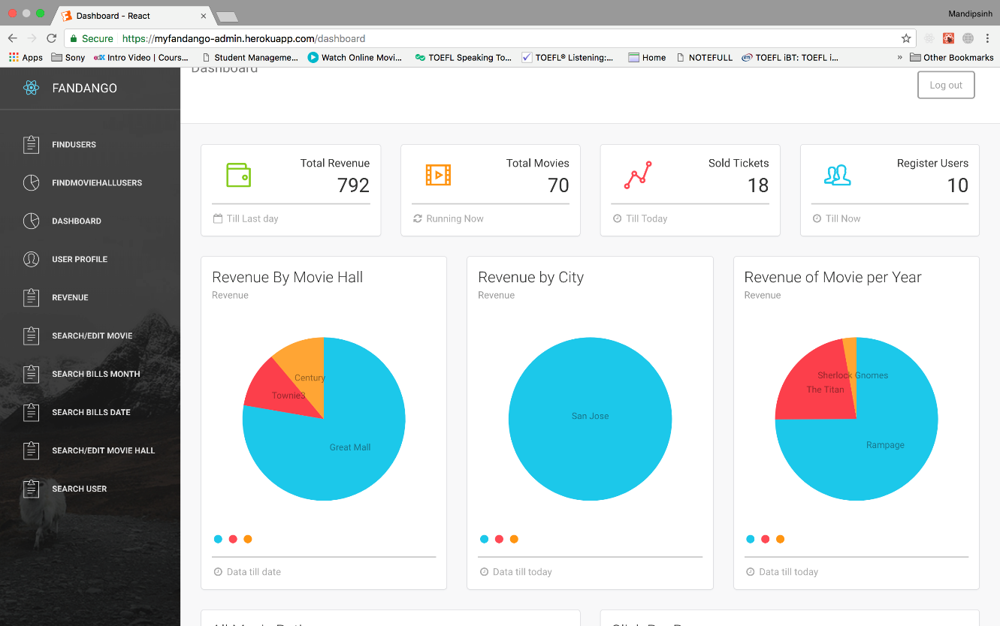 Dashboard - React
Mandipsinh
Secure https://myfandango-admin.herokuapp.com/dashboard
Apps Sony edX Intro Video | Cours... Student Manageme... Watch Online Movi... TOEFL Speaking To... TOEFL® Listening:... Home NOTEFULL TOEFL iBT: TOEFL i... » Other Bookmarks
FANDANGO
Dashboard
Log out
FINDUSERS
FINDMOVIEHALLUSERS
DASHBOARD
USER PROFILE
REVENUE
SEARCH/EDIT MOVIE
SEARCH BILLS MONTH
SEARCH BILLS DATE
SEARCH/EDIT MOVIE HALL
SEARCH USER
Total Revenue
792
Till Last day
Total Movies
70
Running Now
Sold Tickets
18
Till Today
Register Users
10
Till Now
Revenue By Movie Hall
Revenue
Century
Townie3
Great Mall
Data till date
Revenue by City
Revenue
San Jose
Data till today
Revenue of Movie per Year
Revenue
Sherlock Gnomes
The Titan
Rampage
Data till today